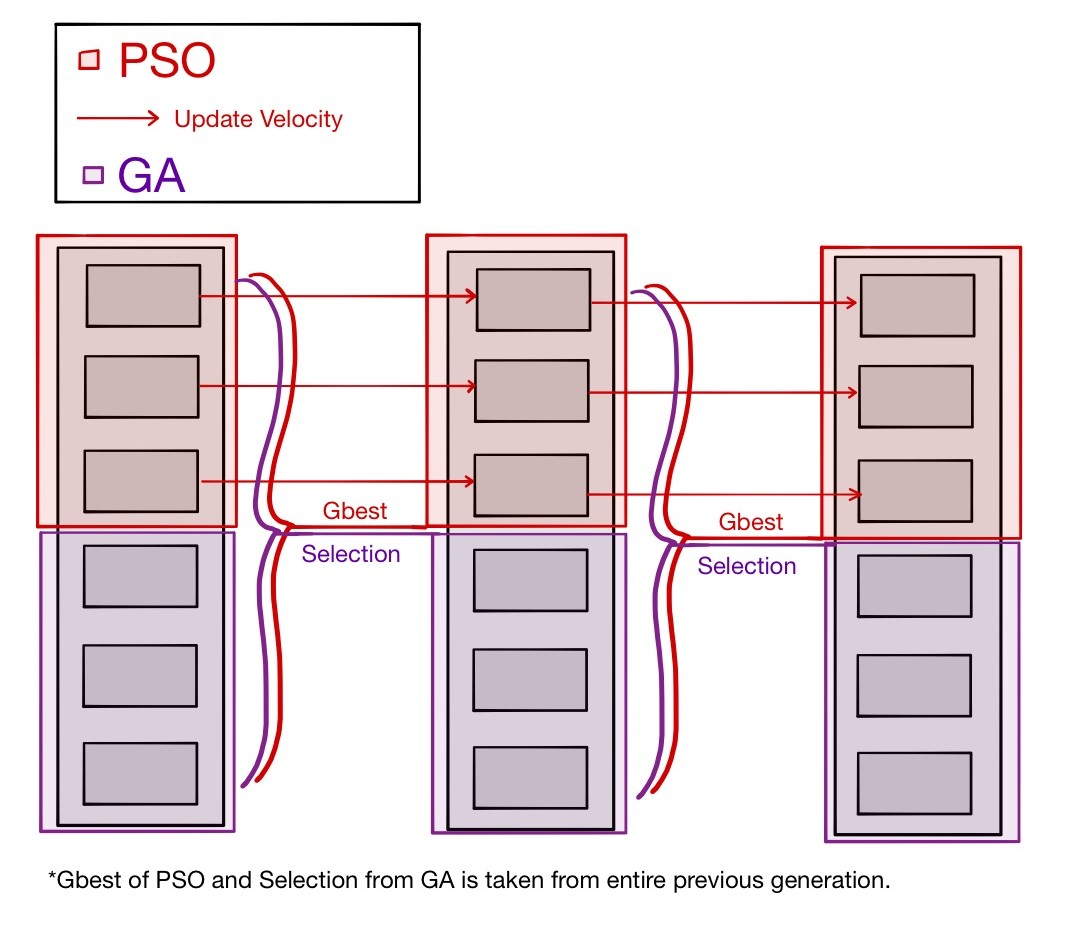 PSO
Update Velocity
GA
Gbest
Selection
Gbest
Selection
*Gbest of PSO and Selection from GA is taken from entire previous generation.